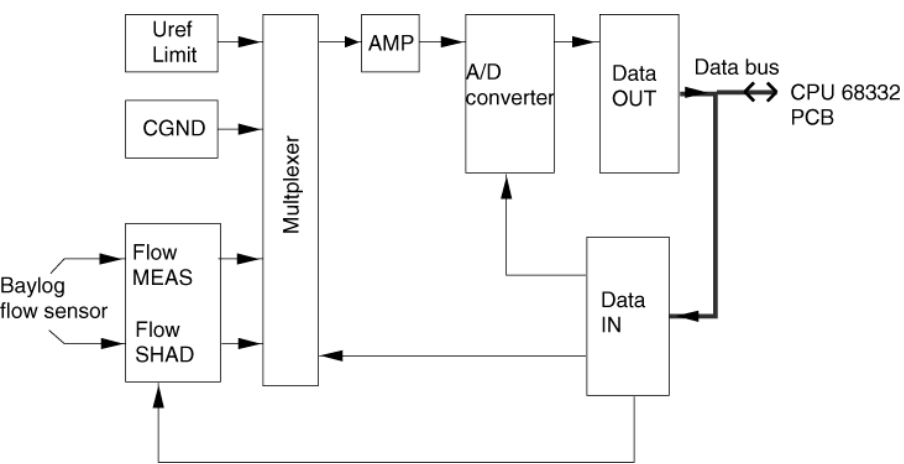 Uref
Limit
CGND
Multplexer
AMP
A/D
converter
Data
OUT
Data bus
CPU 68332
PCB
Baylog
flow sensor
Flow
MEAS
Flow
SHAD
Data
IN